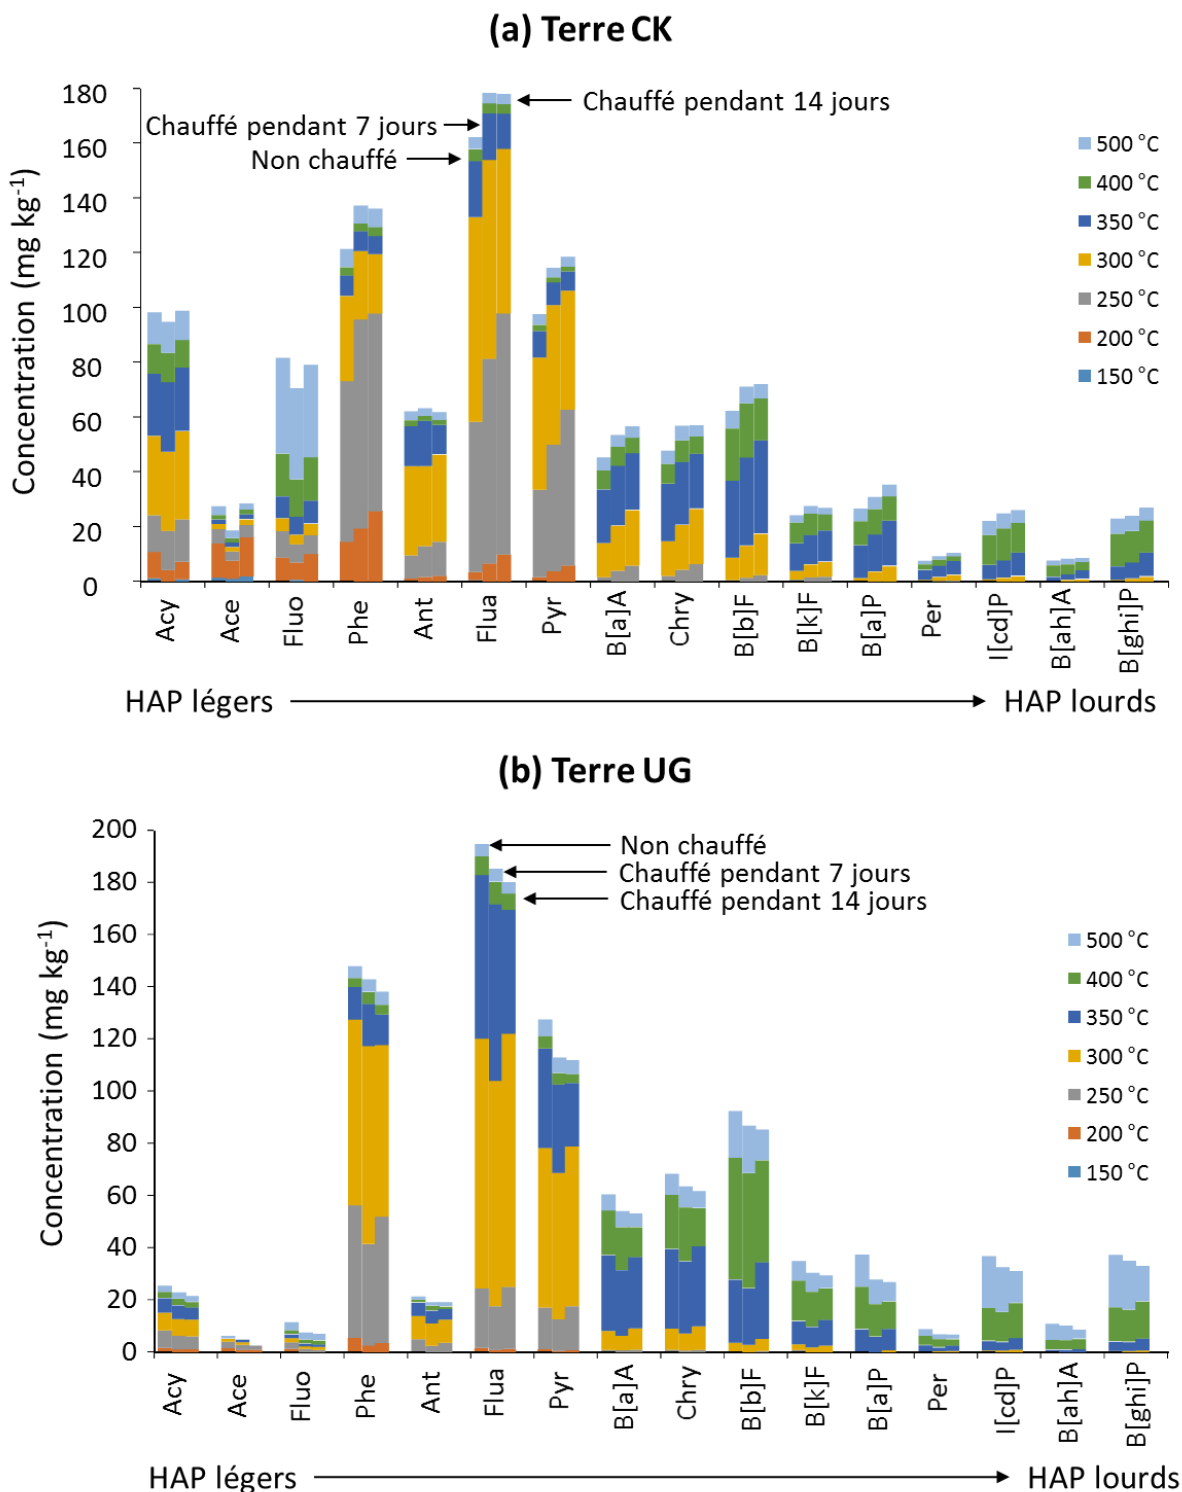 (a) Terre CK
Concentration (mg kg-1)
180
160
140
120
100
80
60
40
20
0
Chauffé pendant 14 jours
Chauffé pendant 7 jours
Non chauffé
500 °C
400 °C
350 °C
300 °C
250 °C
200 °C
150 °C
Acy
Ace
Fluo
Phe
Ant
Flua
Pyr
B[a]A
Chry
B[b]F
B[k]F
B[a]P
Per
I[cd]P
B[ah]A
B[ghi]P
HAP légers
HAP lourds
(b) Terre UG
Concentration (mg kg-1)
200
180
160
140
120
100
80
60
40
20
0
Non chauffé
Chauffé pendant 7 jours
Chauffé pendant 14 jours
500 °C
400 °C
350 °C
300 °C
250 °C
200 °C
150 °C
Acy
Ace
Fluo
Phe
Ant
Flua
Pyr
B[a]A
Chry
B[b]F
B[k]F
B[a]P
Per
I[cd]P
B[ah]A
B[ghi]P
HAP légers
HAP lourds